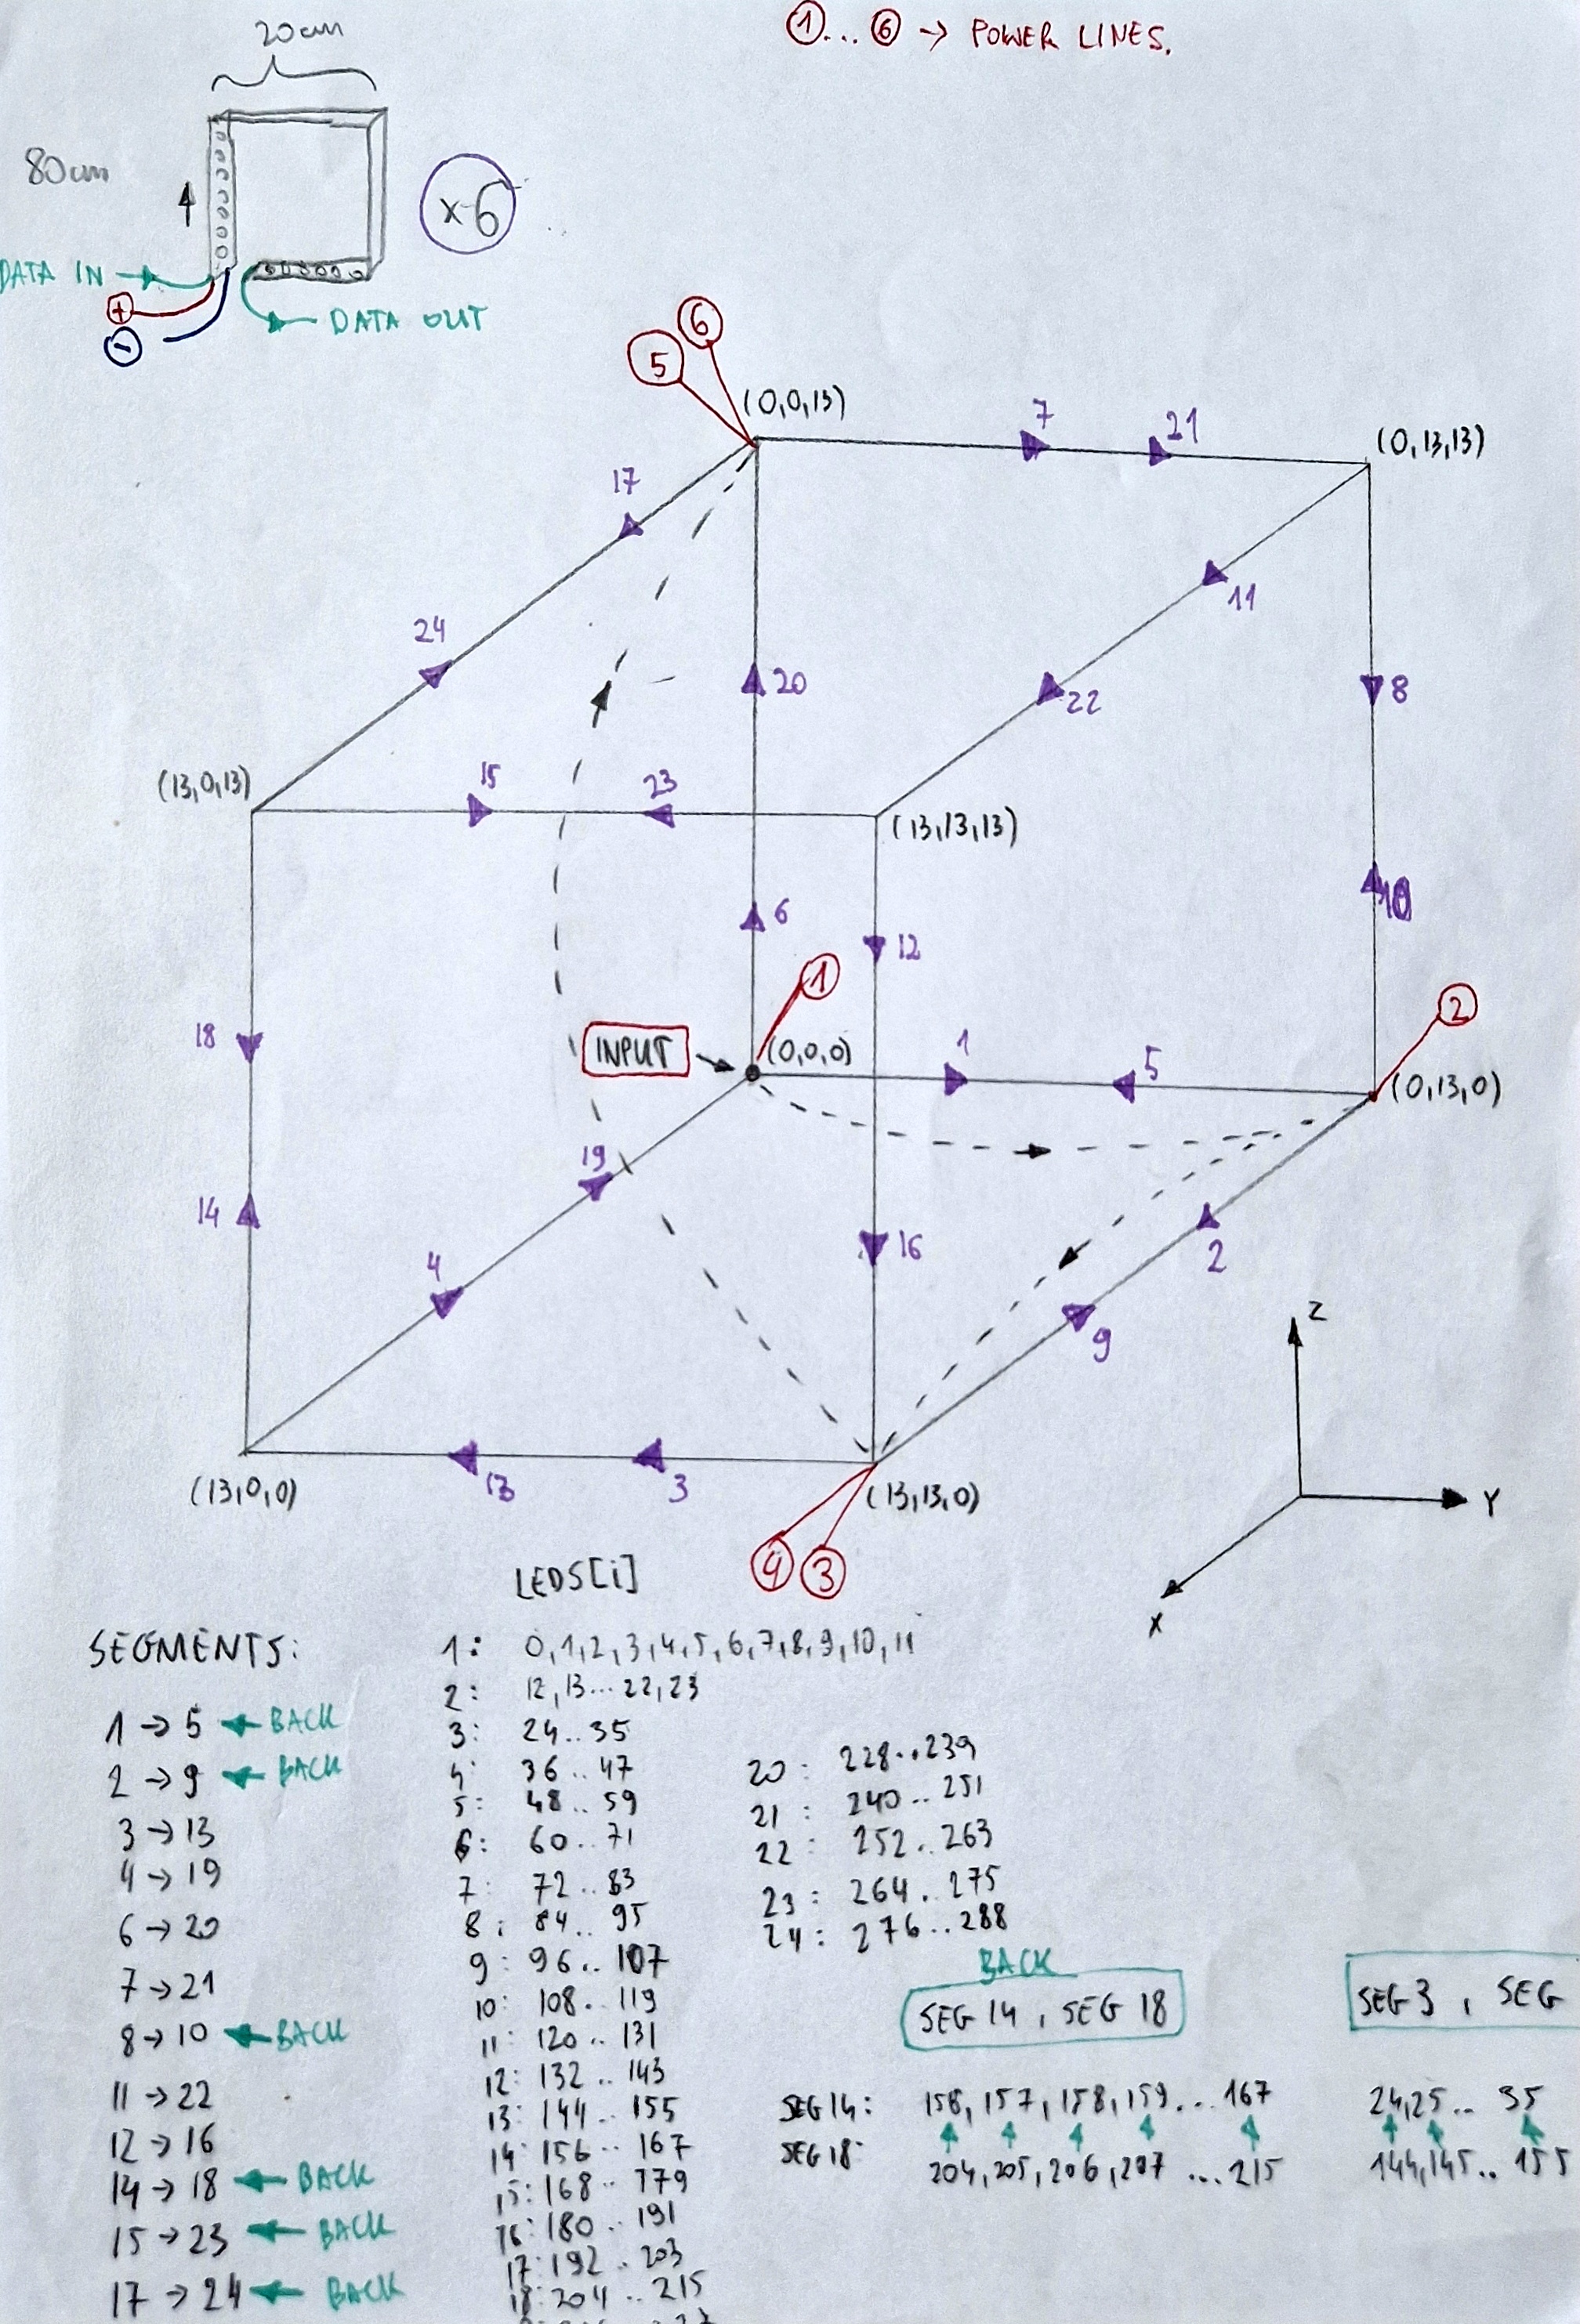 ①...⑥ → POWER LINES.
20cm
80cm
x6
DATA IN
+
-
DATA OUT
6
5
(0,0,13)
7
21
(0,13,13)
17
24
11
22
20
8
(13,0,13)
15
23
(13,13,13)
6
12
10
1
2
INPUT
(0,0,0)
1
5
(0,13,0)
18
14
19
16
4
2
9
Z
Y
X
(13,0,0)
13
3
(13,13,0)
4
3
LEDS[i]
SEGMENTS:
1 → 5 ← BACK
2 → 9 ← BACK
3 → 13
4 → 19
6 → 20
7 → 21
8 → 10 ← BACK
11 → 22
12 → 16
14 → 18 ← BACK
15 → 23 ← BACK
17 → 24 ← BACK
1: 0,1,2,3,4,5,6,7,8,9,10,11
2: 12,13...22,23
3: 24..35
4: 36..47
5: 48..59
6: 60..71
7: 72..83
8: 84..95
9: 96..107
10: 108..119
11: 120..131
12: 132..143
13: 144..155
14: 156..167
15: 168..179
16: 180..191
17: 192..203
18: 204..215
20: 228..239
21: 240..251
22: 252..263
23: 264..275
24: 276..288
BACK
SEG 14, SEG 18
SEG 14: 156,157,158,159...167
SEG 18: 204,205,206,207...215
SEG 3, SEG
24,25..35
144,145..155